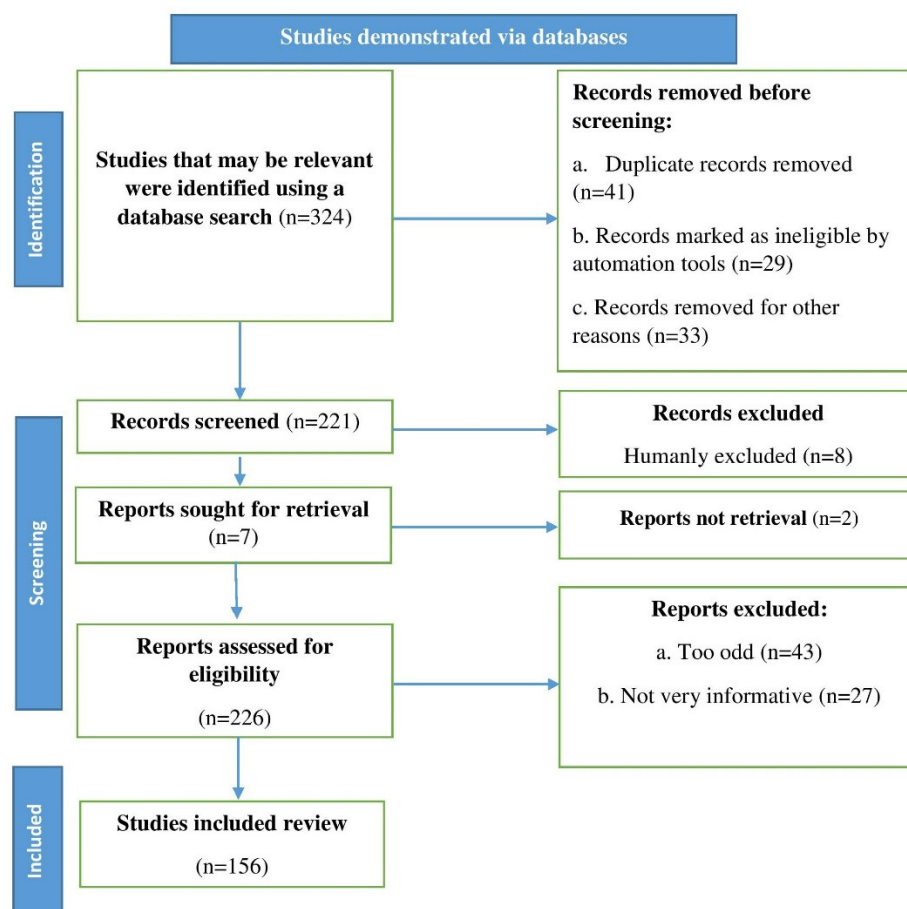 Studies demonstrated via databases
Identification
Studies that may be relevant
were identified using a
database search (n=324)
Records removed before
screening:
a. Duplicate records removed
(n=41)
b. Records marked as ineligible by
automation tools (n=29)
c. Records removed for other
reasons (n=33)
Screening
Records screened (n=221)
Records excluded
Humanly excluded (n=8)
Reports sought for retrieval
(n=7)
Reports not retrieval (n=2)
Reports assessed for
eligibility
(n=226)
Reports excluded:
a. Too odd (n=43)
b. Not very informative (n=27)
Included
Studies included review
(n=156)